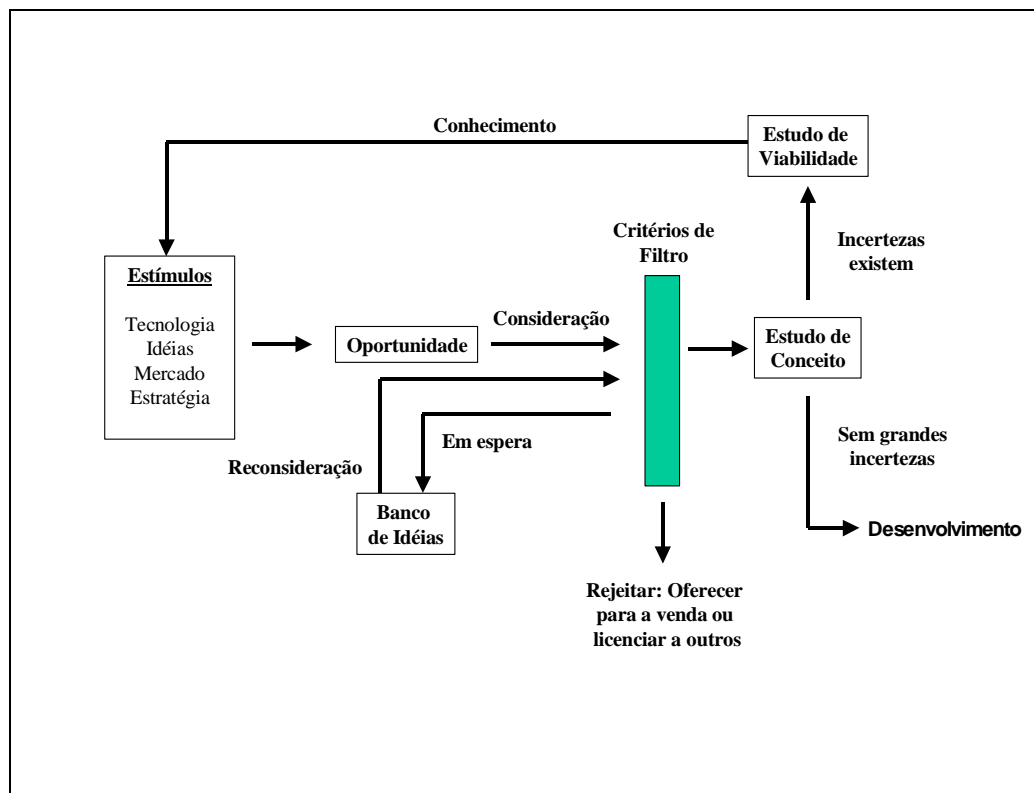 Conhecimento
Estudo de
Viabilidade
Critérios de
Filtro
Incertezas
existem
Estímulos
Tecnologia
Idéias
Mercado
Estratégia
Oportunidade
Consideração
Estudo de
Conceito
Em espera
Reconsideração
Banco
de Idéias
Sem grandes
incertezas
Desenvolvimento
Rejeitar: Oferecer
para a venda ou
licenciar a outros